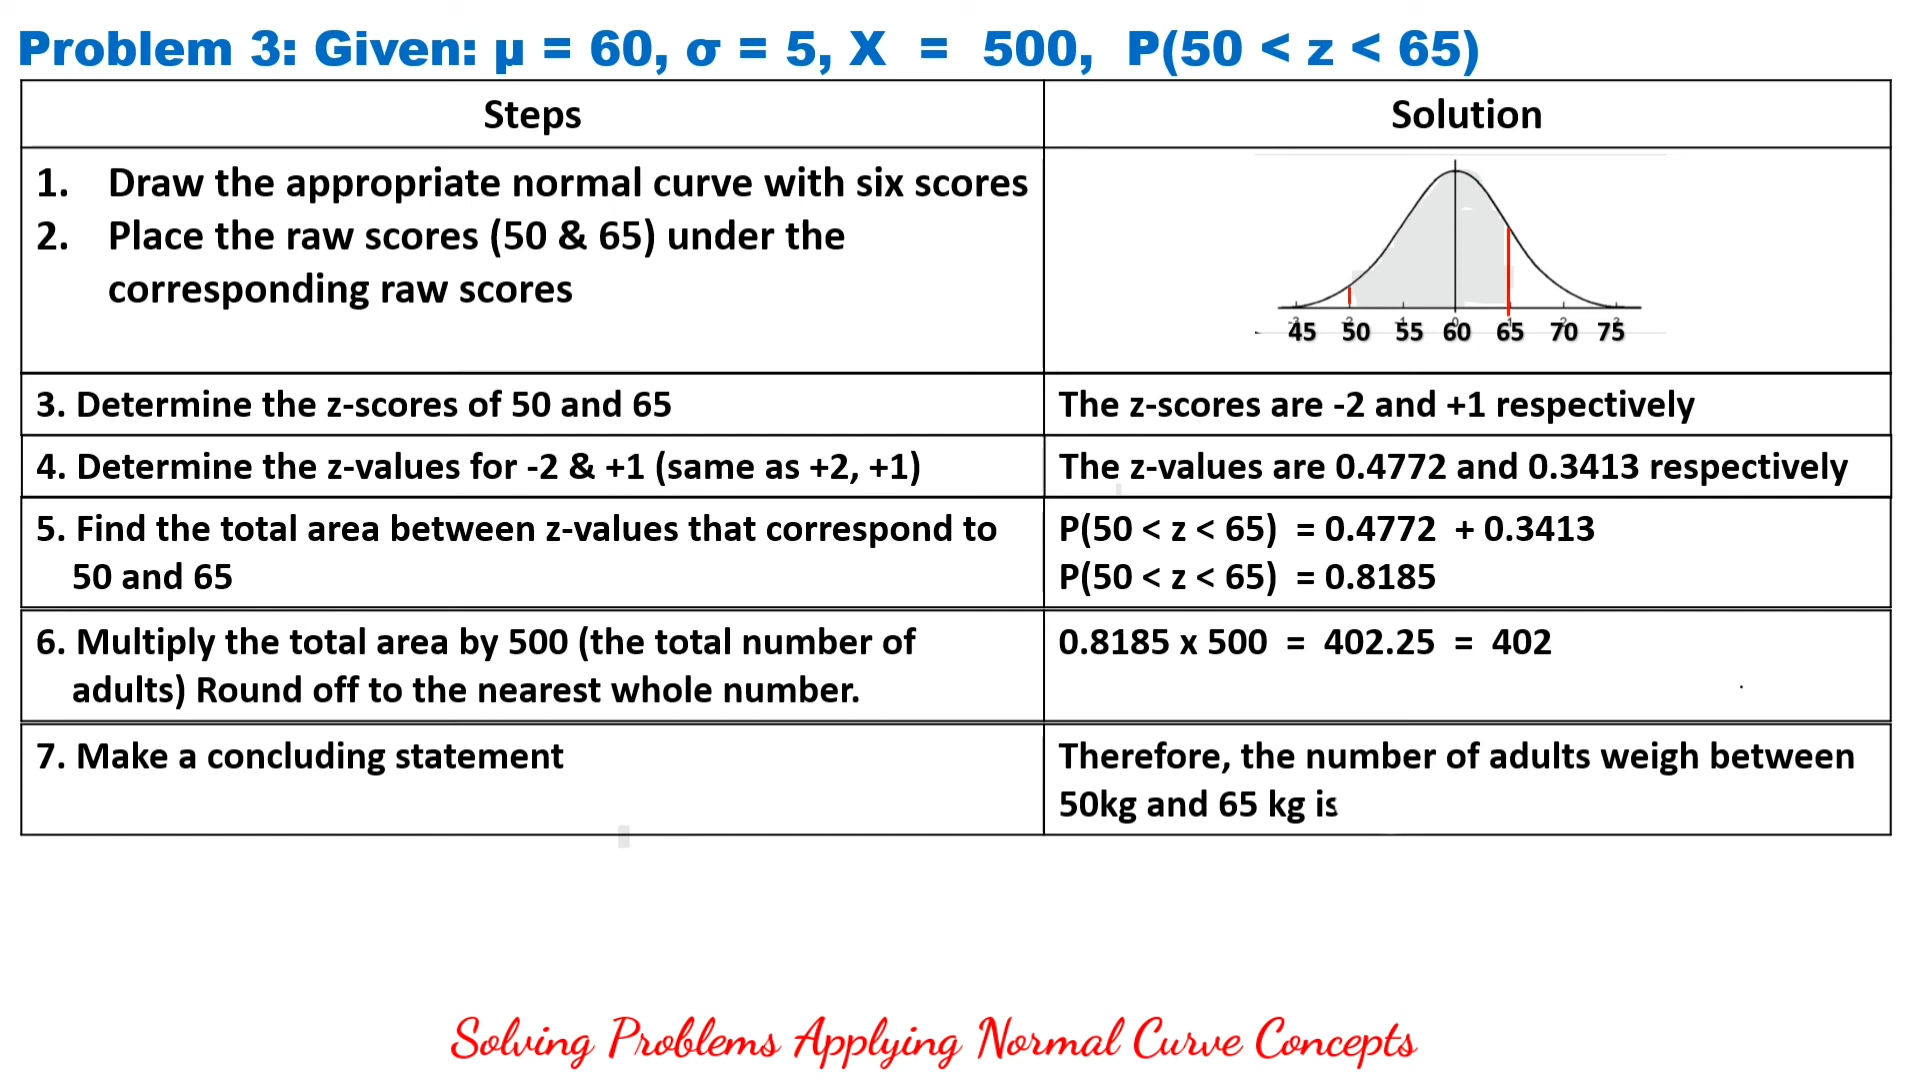 Problem 3: Given: µ = 60, σ = 5, X = 500, P(50 < z < 65)
Steps
Solution
1. Draw the appropriate normal curve with six scores
2. Place the raw scores (50 & 65) under the
corresponding raw scores
45 50 55 60 65 70 75
3. Determine the z-scores of 50 and 65
The z-scores are -2 and +1 respectively
4. Determine the z-values for -2 & +1 (same as +2, +1)
The z-values are 0.4772 and 0.3413 respectively
5. Find the total area between z-values that correspond to
50 and 65
P(50 < z < 65) = 0.4772 + 0.3413
P(50 < z < 65) = 0.8185
6. Multiply the total area by 500 (the total number of
adults) Round off to the nearest whole number.
0.8185 x 500 = 402.25 = 402
7. Make a concluding statement
Therefore, the number of adults weigh between
50kg and 65 kg is
Solving Problems Applying Normal Curve Concepts